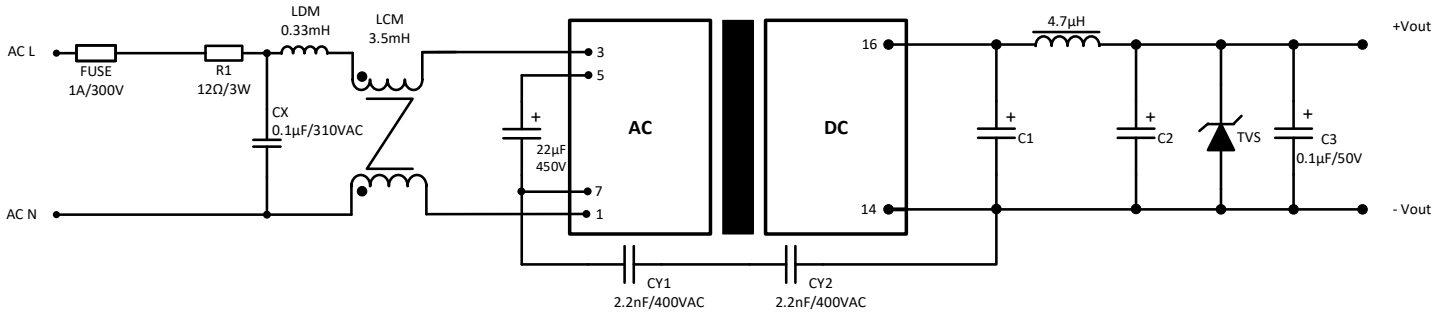 LDM
0.33mH
LCM
3.5mH
4.7µH
+Vout
AC L
FUSE
1A/300V
R1
12Ω/3W
3
5
16
CX
0.1µF/310VAC
+
22µF
450V
AC
DC
+
C1
+
C2
TVS
+
C3
0.1µF/50V
7
1
14
AC N
- Vout
CY1
2.2nF/400VAC
CY2
2.2nF/400VAC